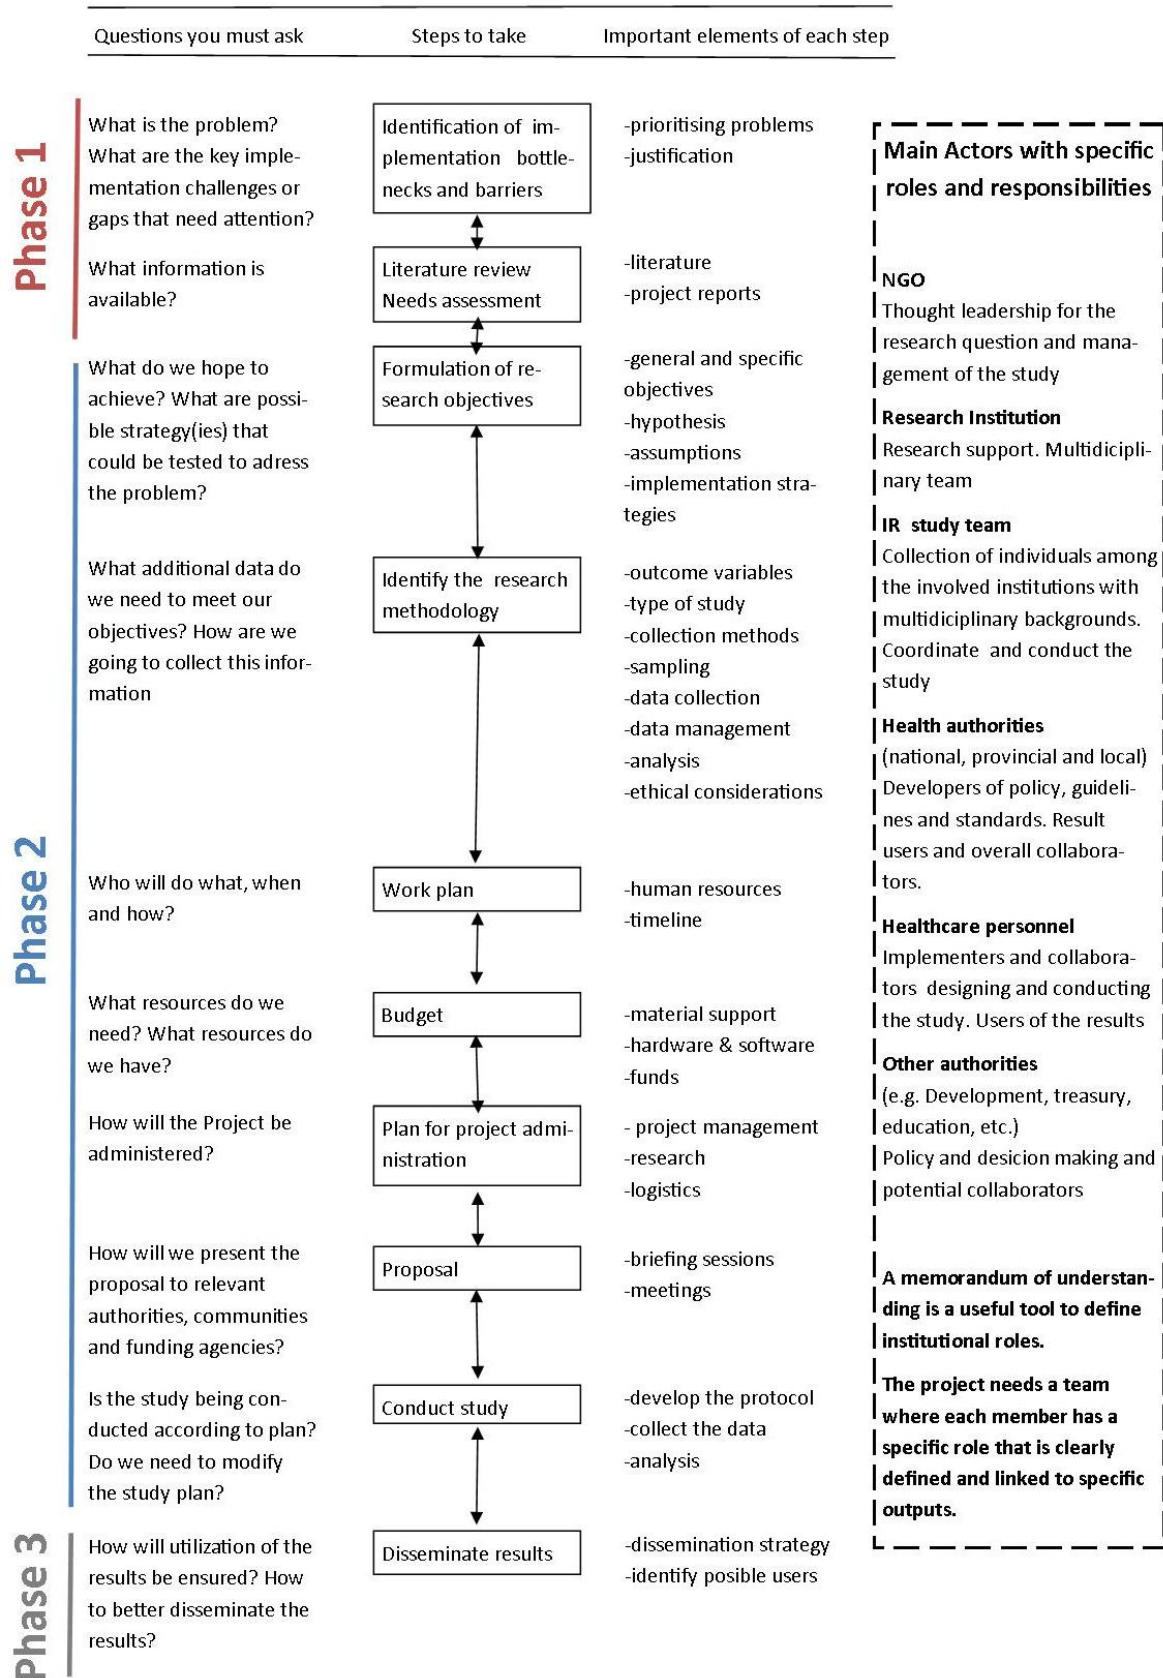 Questions you must ask
Steps to take
Important elements of each step
Phase 1
What is the problem?
What are the key imple-
mentation challenges or
gaps that need attention?
Identification of im-
plementation bottle-
necks and barriers
-prioritising problems
-justification
What information is
available?
Literature review
Needs assessment
-literature
-project reports
Phase 2
What do we hope to
achieve? What are possi-
ble strategy(ies) that
could be tested to adress
the problem?
Formulation of re-
search objectives
-general and specific
objectives
-hypothesis
-assumptions
-implementation stra-
tegies
What additional data do
we need to meet our
objectives? How are we
going to collect this infor-
mation
Identify the research
methodology
-outcome variables
-type of study
-collection methods
-sampling
-data collection
-data management
-analysis
-ethical considerations
Who will do what, when
and how?
Work plan
-human resources
-timeline
What resources do we
need? What resources do
we have?
Budget
-material support
-hardware & software
-funds
How will the Project be
administered?
Plan for project admi-
nistration
- project management
-research
-logistics
How will we present the
proposal to relevant
authorities, communities
and funding agencies?
Proposal
-briefing sessions
-meetings
Is the study being con-
ducted according to plan?
Do we need to modify
the study plan?
Conduct study
-develop the protocol
-collect the data
-analysis
Phase 3
How will utilization of the
results be ensured? How
to better disseminate the
results?
Disseminate results
-dissemination strategy
-identify posible users
Main Actors with specific
roles and responsibilities
NGO
Thought leadership for the
research question and mana-
gement of the study
Research Institution
Research support. Multidicipli-
nary team
IR study team
Collection of individuals among
the involved institutions with
multidiciplinary backgrounds.
Coordinate and conduct the
study
Health authorities
(national, provincial and local)
Developers of policy, guideli-
nes and standards. Result
users and overall collabora-
tors.
Healthcare personnel
Implementers and collabora-
tors designing and conducting
the study. Users of the results
Other authorities
(e.g. Development, treasury,
education, etc.)
Policy and desicion making and
potential collaborators
A memorandum of understan-
ding is a useful tool to define
institutional roles.
The project needs a team
where each member has a
specific role that is clearly
defined and linked to specific
outputs.